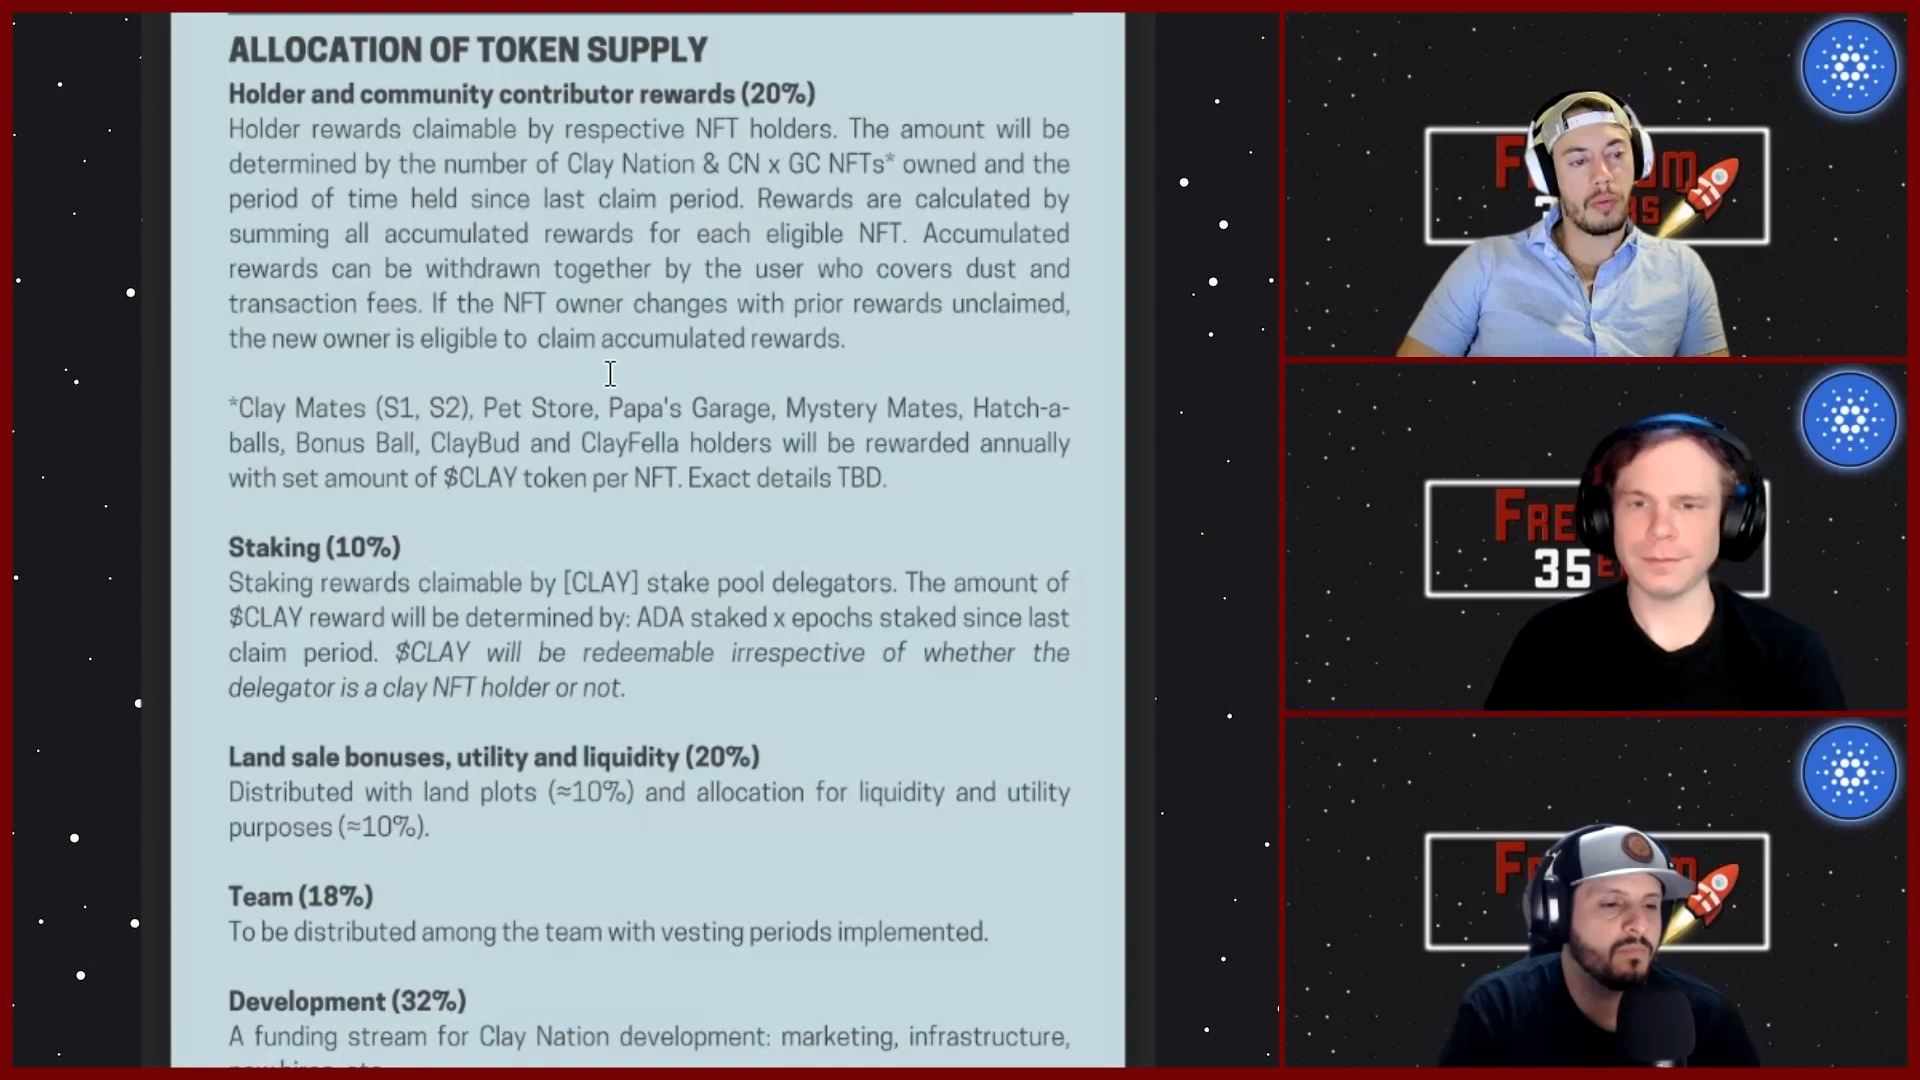 ALLOCATION OF TOKEN SUPPLY
Holder and community contributor rewards (20%)
Holder rewards claimable by respective NFT holders. The amount will be
determined by the number of Clay Nation & CN x GC NFTs* owned and the
period of time held since last claim period. Rewards are calculated by
summing all accumulated rewards for each eligible NFT. Accumulated
rewards can be withdrawn together by the user who covers dust and
transaction fees. If the NFT owner changes with prior rewards unclaimed,
the new owner is eligible to claim accumulated rewards.
*Clay Mates (S1, S2), Pet Store, Papa's Garage, Mystery Mates, Hatch-a-
balls, Bonus Ball, ClayBud and ClayFella holders will be rewarded annually
with set amount of $CLAY token per NFT. Exact details TBD.
Staking (10%)
Staking rewards claimable by [CLAY] stake pool delegators. The amount of
$CLAY reward will be determined by: ADA staked x epochs staked since last
claim period. $CLAY will be redeemable irrespective of whether the
delegator is a clay NFT holder or not.
Land sale bonuses, utility and liquidity (20%)
Distributed with land plots (≈10%) and allocation for liquidity and utility
purposes (≈10%).
Team (18%)
To be distributed among the team with vesting periods implemented.
Development (32%)
A funding stream for Clay Nation development: marketing, infrastructure,
35